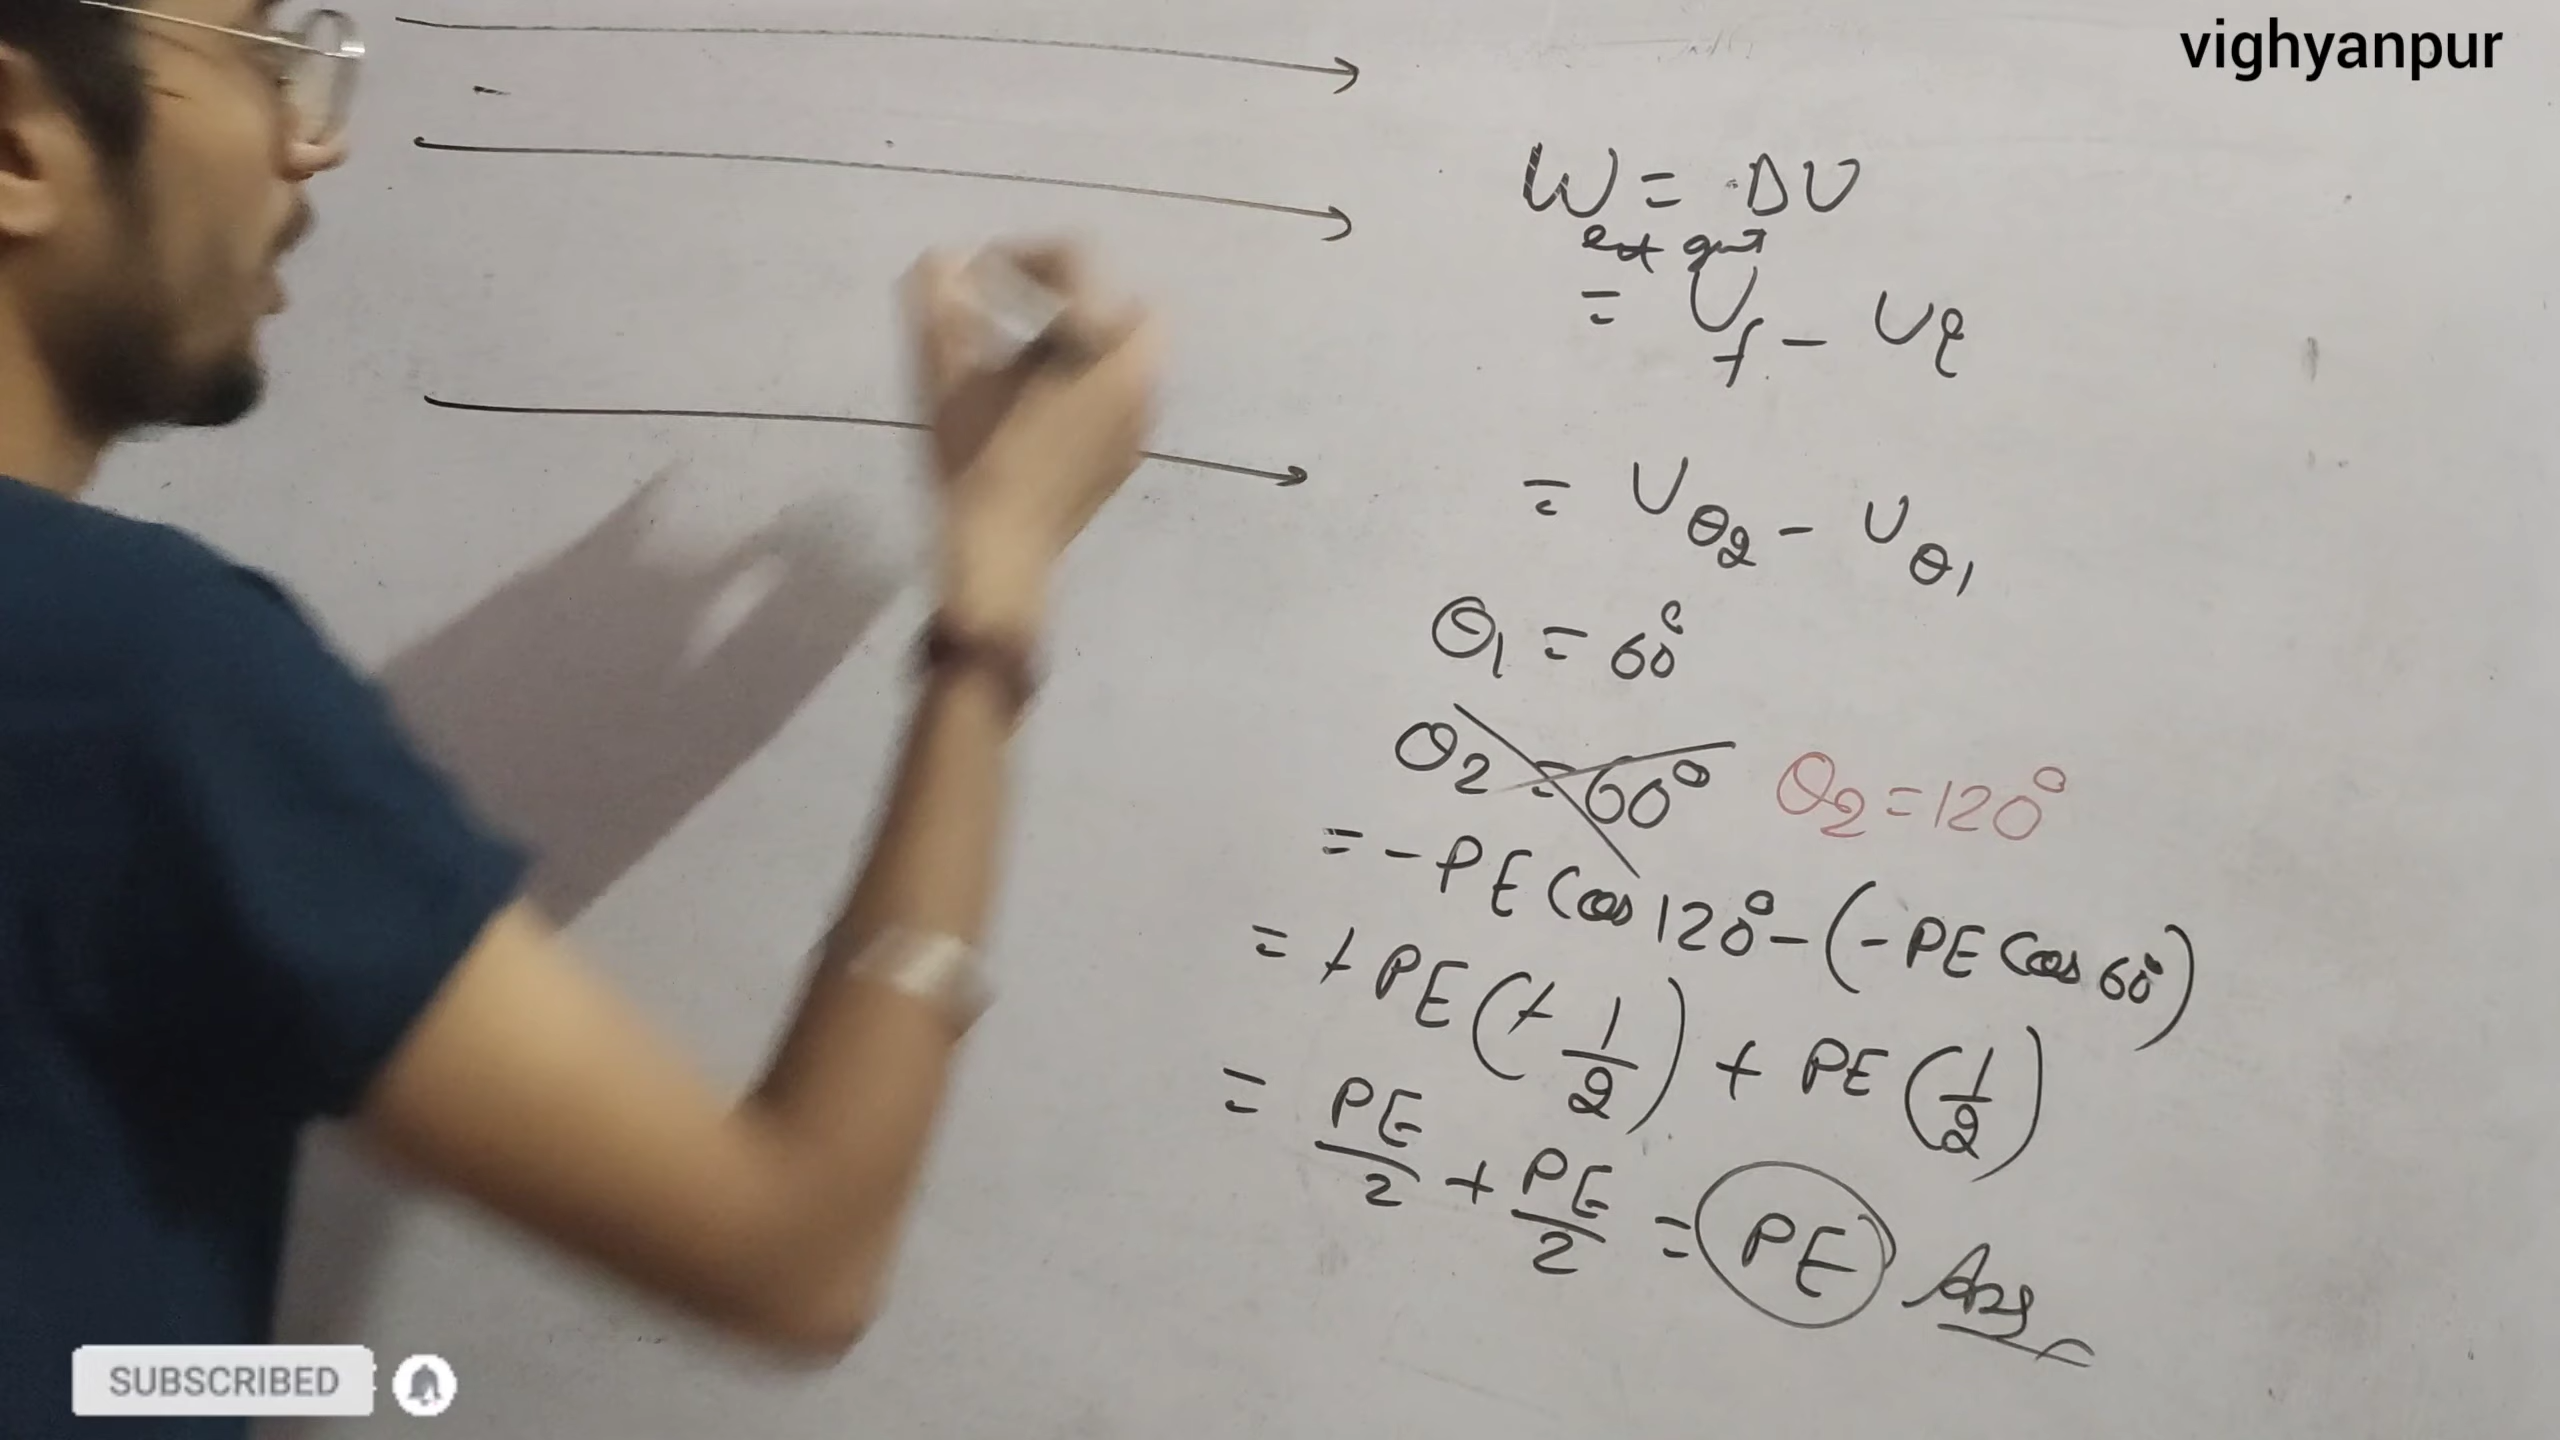 vighyanpur
W = ΔU
ext agent
= Uf - Ui
= Uθ2 - Uθ1
θ1 = 60°
θ2 = 60° θ2 = 120°
= - PE Cos 120° - (- PE Cos 60°)
= + PE (+ 1/2) + PE (1/2)
= PE/2 + PE/2 = PE Ans
SUBSCRIBED